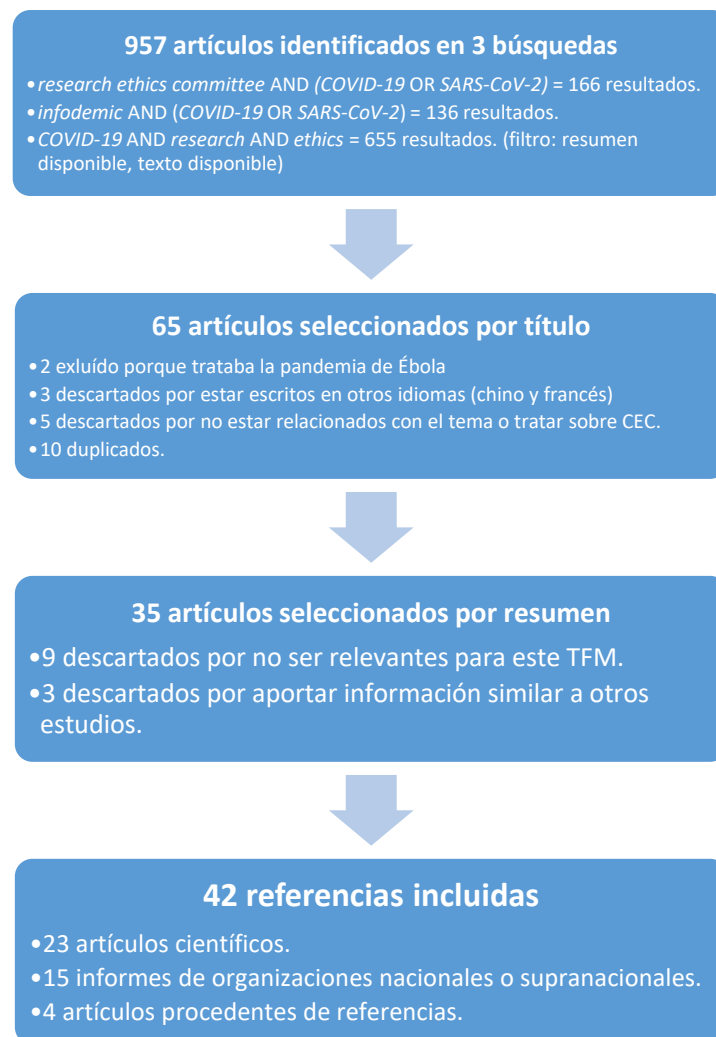 957 artículos identificados en 3 búsquedas
•research ethics committee AND (COVID-19 OR SARS-CoV-2) = 166 resultados.
•infodemic AND (COVID-19 OR SARS-CoV-2) = 136 resultados.
•COVID-19 AND research AND ethics = 655 resultados. (filtro: resumen
disponible, texto disponible)
65 artículos seleccionados por título
•2 exluído porque trataba la pandemia de Ébola
•3 descartados por estar escritos en otros idiomas (chino y francés)
•5 descartados por no estar relacionados con el tema o tratar sobre CEC.
•10 duplicados.
35 artículos seleccionados por resumen
•9 descartados por no ser relevantes para este TFM.
•3 descartados por aportar información similar a otros
estudios.
42 referencias incluidas
•23 artículos científicos.
•15 informes de organizaciones nacionales o supranacionales.
•4 artículos procedentes de referencias.